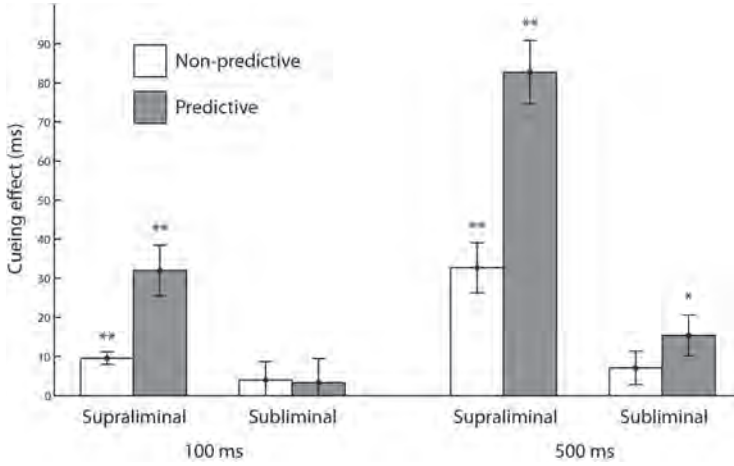 Cueing effect (ms)
90
80
70
60
50
40
30
20
10
0
Non-predictive
Predictive
**
**
**
**
*
Supraliminal
Subliminal
Supraliminal
Subliminal
100 ms
500 ms